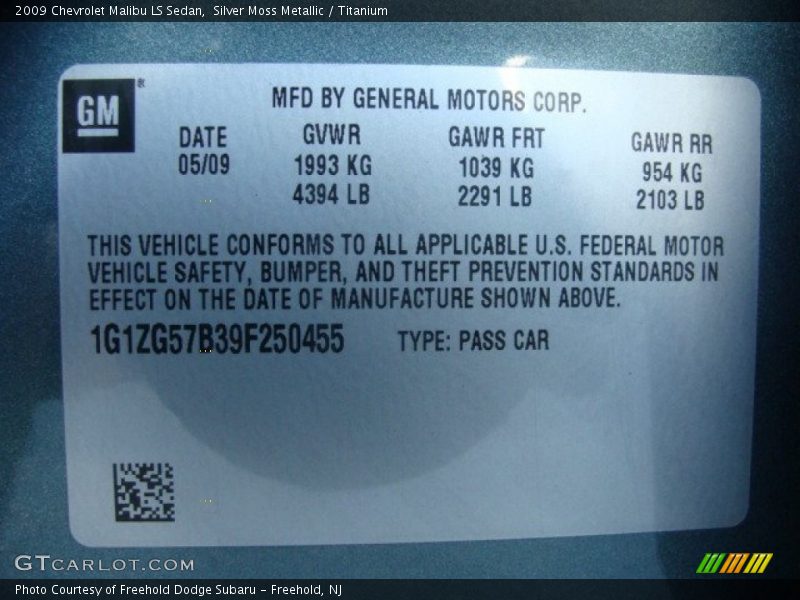 2009 Chevrolet Malibu LS Sedan, Silver Moss Metallic / Titanium
GM ®
MFD BY GENERAL MOTORS CORP.
DATE GVWR GAWR FRT GAWR RR
05/09 1993 KG 1039 KG 954 KG
4394 LB 2291 LB 2103 LB
THIS VEHICLE CONFORMS TO ALL APPLICABLE U.S. FEDERAL MOTOR
VEHICLE SAFETY, BUMPER, AND THEFT PREVENTION STANDARDS IN
EFFECT ON THE DATE OF MANUFACTURE SHOWN ABOVE.
1G1ZG57B39F250455 TYPE: PASS CAR
GTCARLOT.COM
Photo Courtesy of Freehold Dodge Subaru – Freehold, NJ